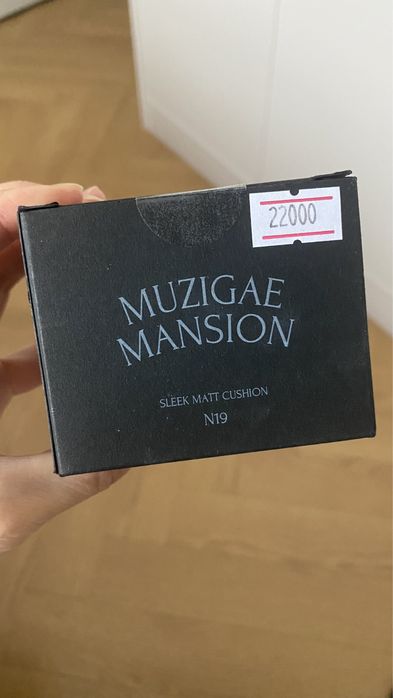 22000
MUZIGAE
MANSION
SLEEK MATT CUSHION
N19